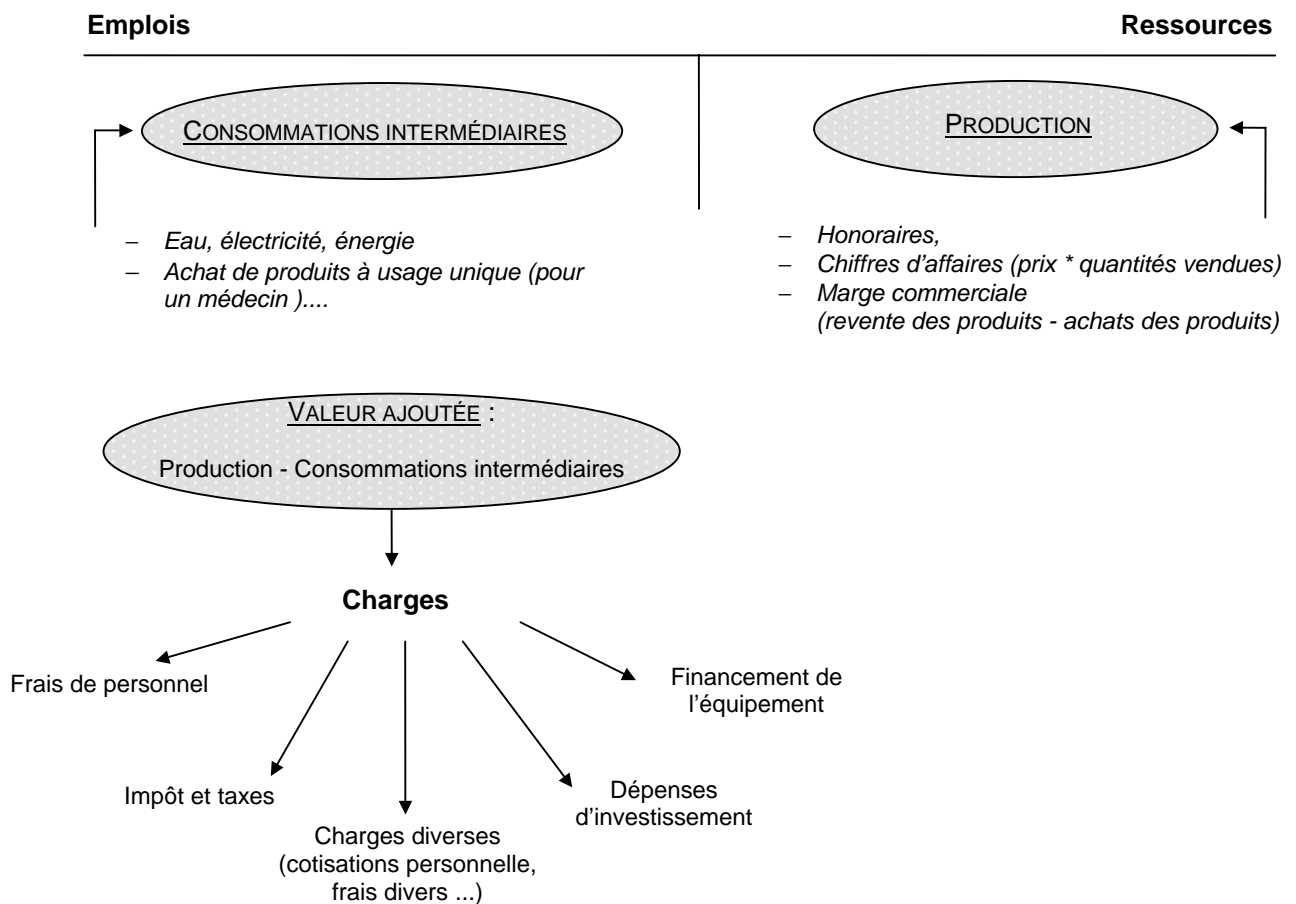 Emplois
Ressources
CONSOMMATIONS INTERMÉDIAIRES
PRODUCTION
– Eau, électricité, énergie
– Achat de produits à usage unique (pour
un médecin )....
– Honoraires,
– Chiffres d'affaires (prix * quantités vendues)
– Marge commerciale
(revente des produits - achats des produits)
VALEUR AJOUTÉE :
Production - Consommations intermédiaires
Charges
Frais de personnel
Financement de
l'équipement
Impôt et taxes
Dépenses
d'investissement
Charges diverses
(cotisations personnelle,
frais divers ...)